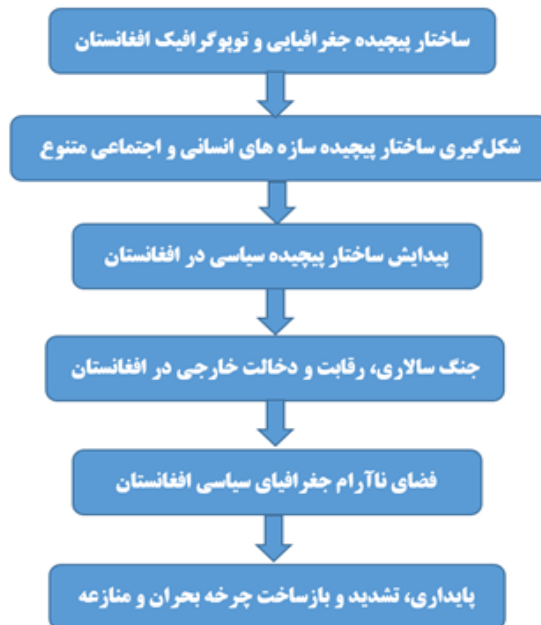 ساختار پیچیده جغرافیایی و توپوگرافیک افغانستان
شکل‌گیری ساختار پیچیده سازه های انسانی و اجتماعی متنوع
پیدایش ساختار پیچیده سیاسی در افغانستان
جنگ سالاری، رقابت و دخالت خارجی در افغانستان
فضای ناآرام جغرافیای سیاسی افغانستان
پایداری، تشدید و بازساخت چرخه بحران و منازعه